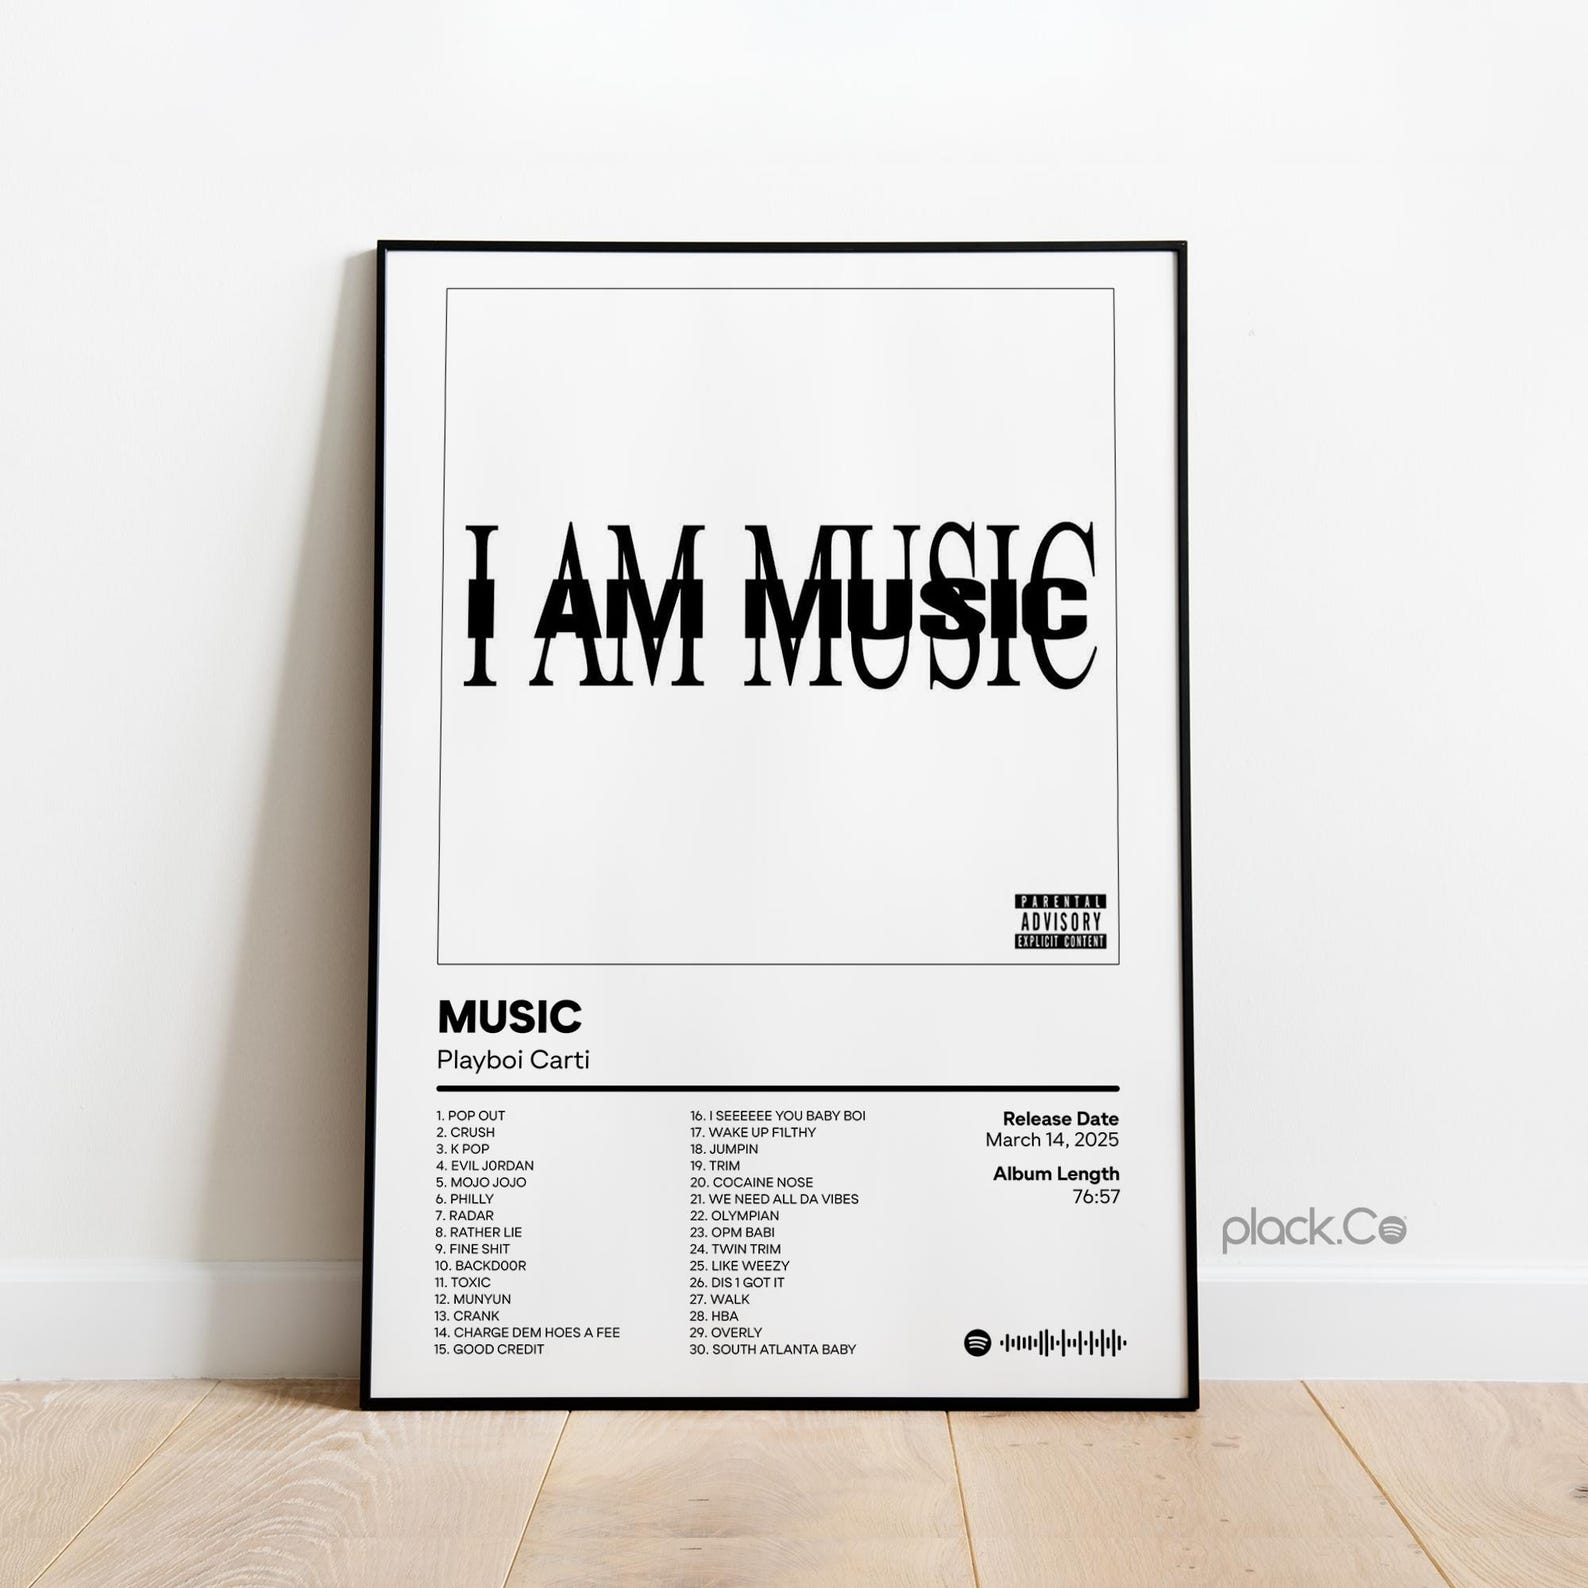 I AM MUSIC
I AM MUSIC
PARENTAL
ADVISORY
EXPLICIT CONTENT
MUSIC
Playboi Carti
1. POP OUT
2. CRUSH
3. K POP
4. EVIL J0RDAN
5. MOJO JOJO
6. PHILLY
7. RADAR
8. RATHER LIE
9. FINE SHIT
10. BACKD00R
11. TOXIC
12. MUNYUN
13. CRANK
14. CHARGE DEM HOES A FEE
15. GOOD CREDIT
16. I SEEEEEE YOU BABY BOI
17. WAKE UP F1LTHY
18. JUMPIN
19. TRIM
20. COCAINE NOSE
21. WE NEED ALL DA VIBES
22. OLYMPIAN
23. OPM BABI
24. TWIN TRIM
25. LIKE WEEZY
26. DIS 1 GOT IT
27. WALK
28. HBA
29. OVERLY
30. SOUTH ATLANTA BABY
Release Date
March 14, 2025
Album Length
76:57
plack.Co